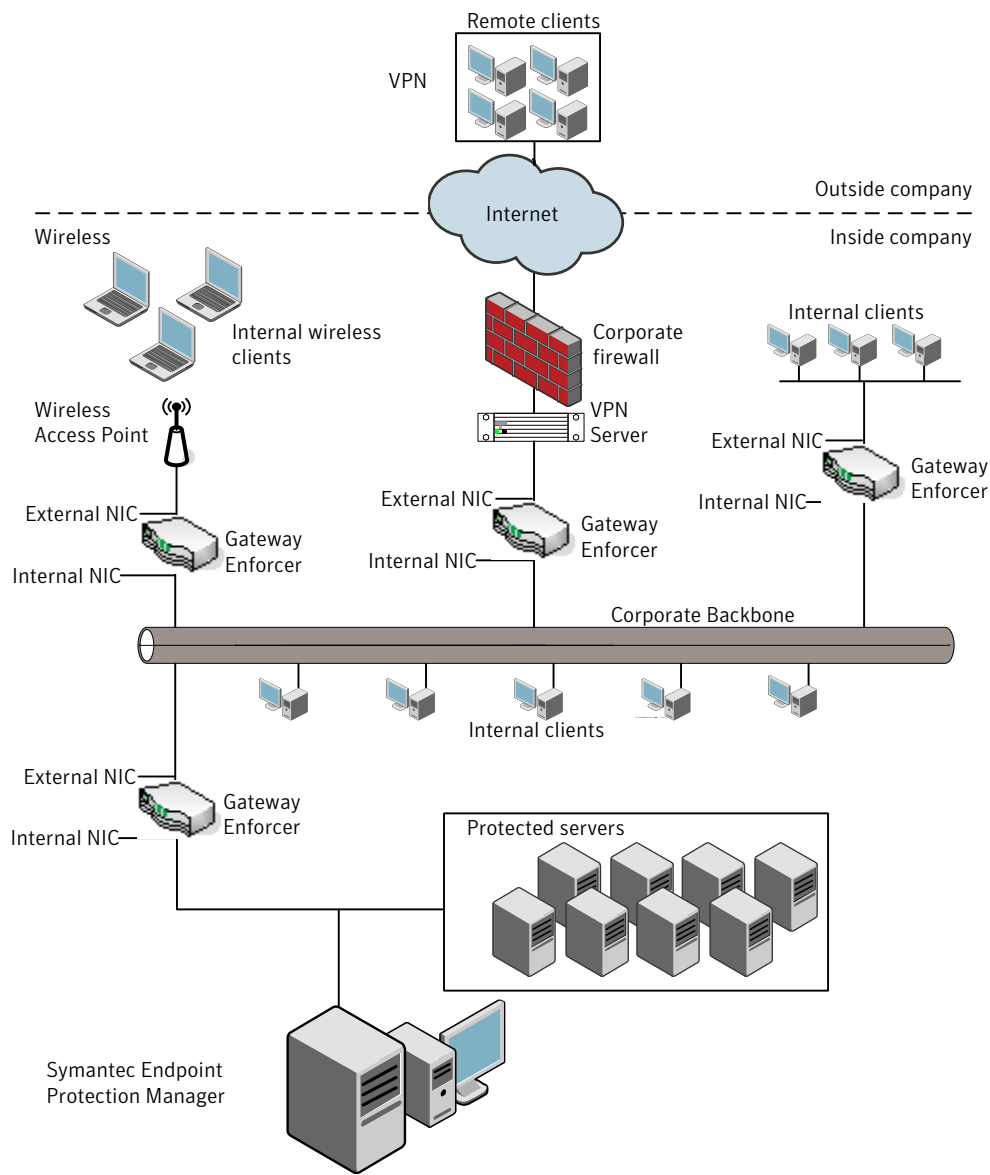 Remote clients
VPN
Internet
Outside company
Inside company
Wireless
Internal wireless
clients
Corporate
firewall
Internal clients
Wireless
Access Point
VPN
Server
External NIC
Gateway
Enforcer
Internal NIC
External NIC
Gateway
Enforcer
Internal NIC
External NIC
Gateway
Enforcer
Internal NIC
Corporate Backbone
Internal clients
External NIC
Gateway
Enforcer
Internal NIC
Protected servers
Symantec Endpoint
Protection Manager